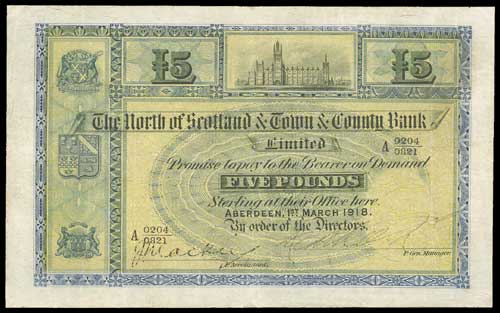 £5 £5
The North of Scotland & Town & County Bank
Limited
A 0204/0821
Promise to pay to the Bearer on Demand
FIVE POUNDS
Sterling at their Office here.
ABERDEEN, 1ST MARCH 1918.
By order of the Directors.
A 0204/0821
P. Accountant. P. Gen. Manager.